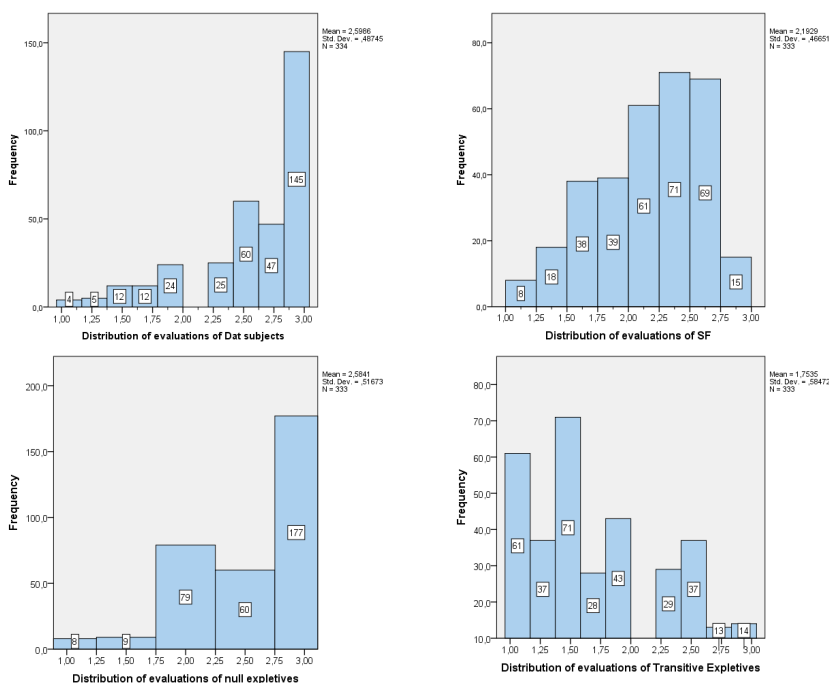 Mean = 2,5986
Std. Dev. = ,48745
N = 334
Frequency
150,0
100,0
50,0
0,0
4
5
12
12
24
25
60
47
145
1,00 1,25 1,50 1,75 2,00 2,25 2,50 2,75 3,00
Distribution of evaluations of Dat subjects
Mean = 2,1929
Std. Dev. = ,46651
N = 333
Frequency
80,0
60,0
40,0
20,0
0,0
8
18
38
39
61
71
69
15
1,00 1,25 1,50 1,75 2,00 2,25 2,50 2,75 3,00
Distribution of evaluations of SF
Mean = 2,5841
Std. Dev. = ,51673
N = 333
Frequency
200,0
150,0
100,0
50,0
0,0
8
9
79
60
177
1,00 1,25 1,50 1,75 2,00 2,25 2,50 2,75 3,00
Distribution of evaluations of null expletives
Mean = 1,7535
Std. Dev. = ,58472
N = 333
Frequency
80,0
70,0
60,0
50,0
40,0
30,0
20,0
10,0
61
37
71
28
43
29
37
13
14
1,00 1,25 1,50 1,75 2,00 2,25 2,50 2,75 3,00
Distribution of evaluations of Transitive Expletives